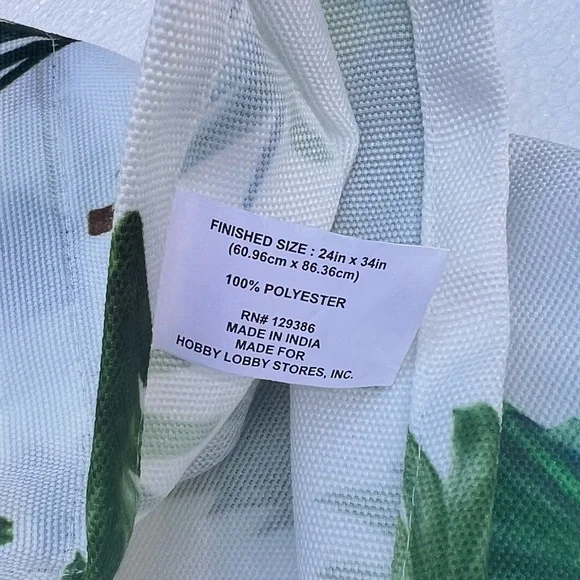 FINISHED SIZE : 24in x 34in
(60.96cm x 86.36cm)
100% POLYESTER
RN# 129386
MADE IN INDIA
MADE FOR
HOBBY LOBBY STORES, INC.